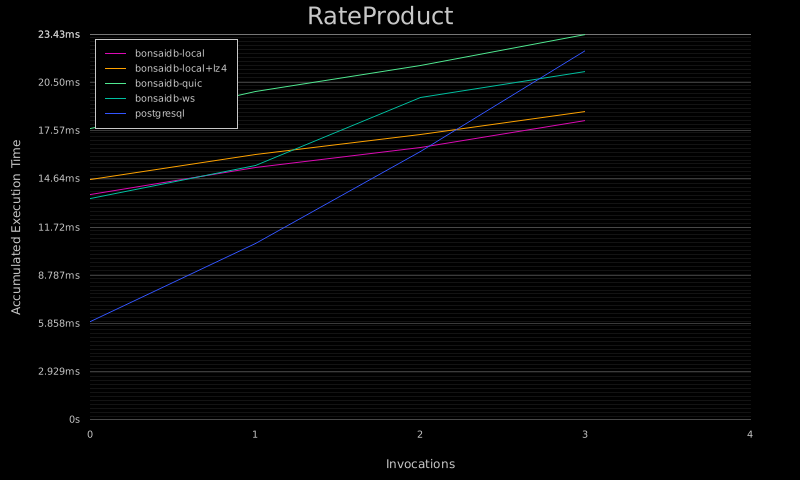 RateProduct
23.43ms
20.50ms
17.57ms
14.64ms
11.72ms
8.787ms
5.858ms
2.929ms
0s
bonsaidb-local
bonsaidb-local+lz4
bonsaidb-quic
bonsaidb-ws
postgresql
Accumulated Execution Time
0 1 2 3 4
Invocations